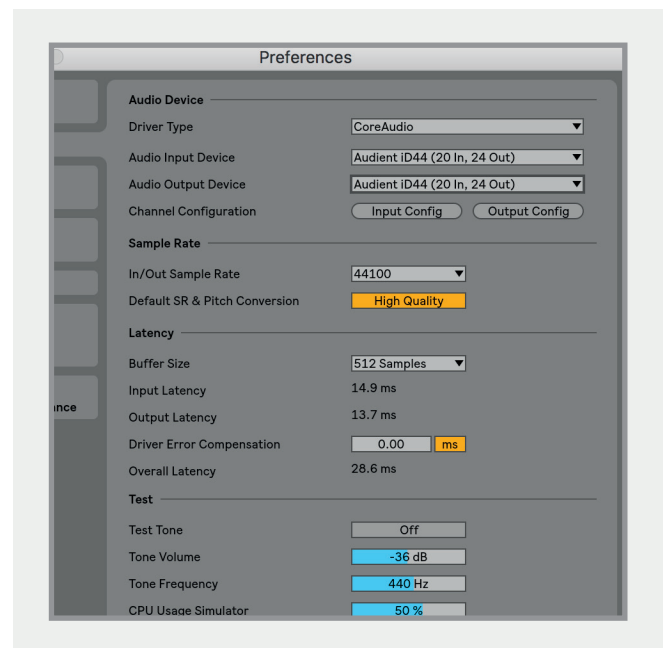 Preferences
Audio Device
Driver Type CoreAudio
Audio Input Device Audient iD44 (20 In, 24 Out)
Audio Output Device Audient iD44 (20 In, 24 Out)
Channel Configuration Input Config Output Config
Sample Rate
In/Out Sample Rate 44100
Default SR & Pitch Conversion High Quality
Latency
Buffer Size 512 Samples
Input Latency 14.9 ms
ance
Output Latency 13.7 ms
Driver Error Compensation 0.00 ms
Overall Latency 28.6 ms
Test
Test Tone Off
Tone Volume -36 dB
Tone Frequency 440 Hz
CPU Usage Simulator 50 %